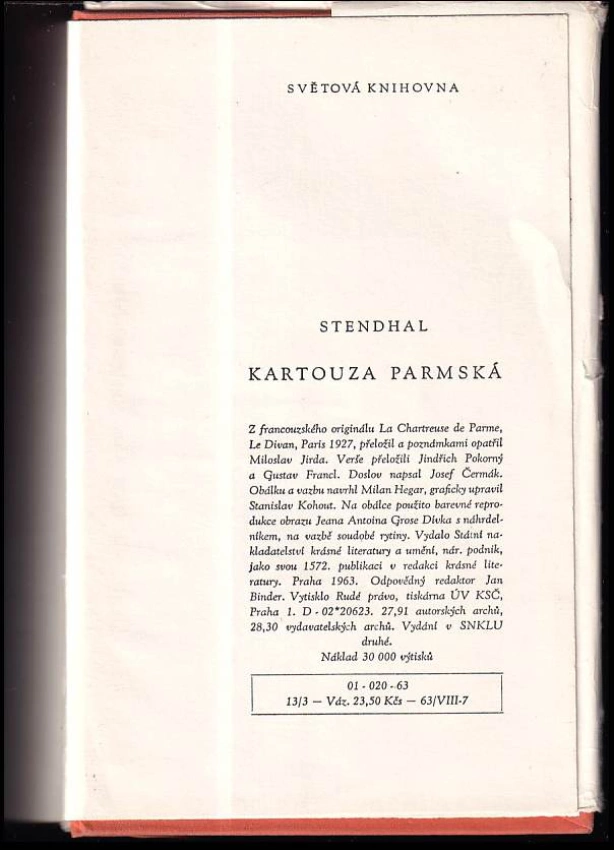 SVĚTOVÁ KNIHOVNA
STENDHAL
KARTOUZA PARMSKÁ
Z francouzského originálu La Chartreuse de Parme,
Le Divan, Paris 1927, přeložil a poznámkami opatřil
Miloslav Jirda. Verše přeložili Jindřich Pokorný
a Gustav Francl. Doslov napsal Josef Čermák.
Obálku a vazbu navrhl Milan Hegar, graficky upravil
Stanislav Kohout. Na obálce použito barevné repro-
dukce obrazu Jeana Antoina Grose Dívka s náhrdel-
níkem, na vazbě soudobé rytiny. Vydalo Státní na-
kladatelství krásné literatury a umění, nár. podnik,
jako svou 1572. publikaci v redakci krásné lite-
ratury. Praha 1963. Odpovědný redaktor Jan
Binder. Vytisklo Rudé právo, tiskárna ÚV KSČ,
Praha 1. D - 02*20623. 27,91 autorských archů,
28,30 vydavatelských archů. Vydání v SNKLU
druhé.
Náklad 30 000 výtisků
01 - 020 - 63
13/3 — Váz. 23,50 Kčs — 63/VIII-7